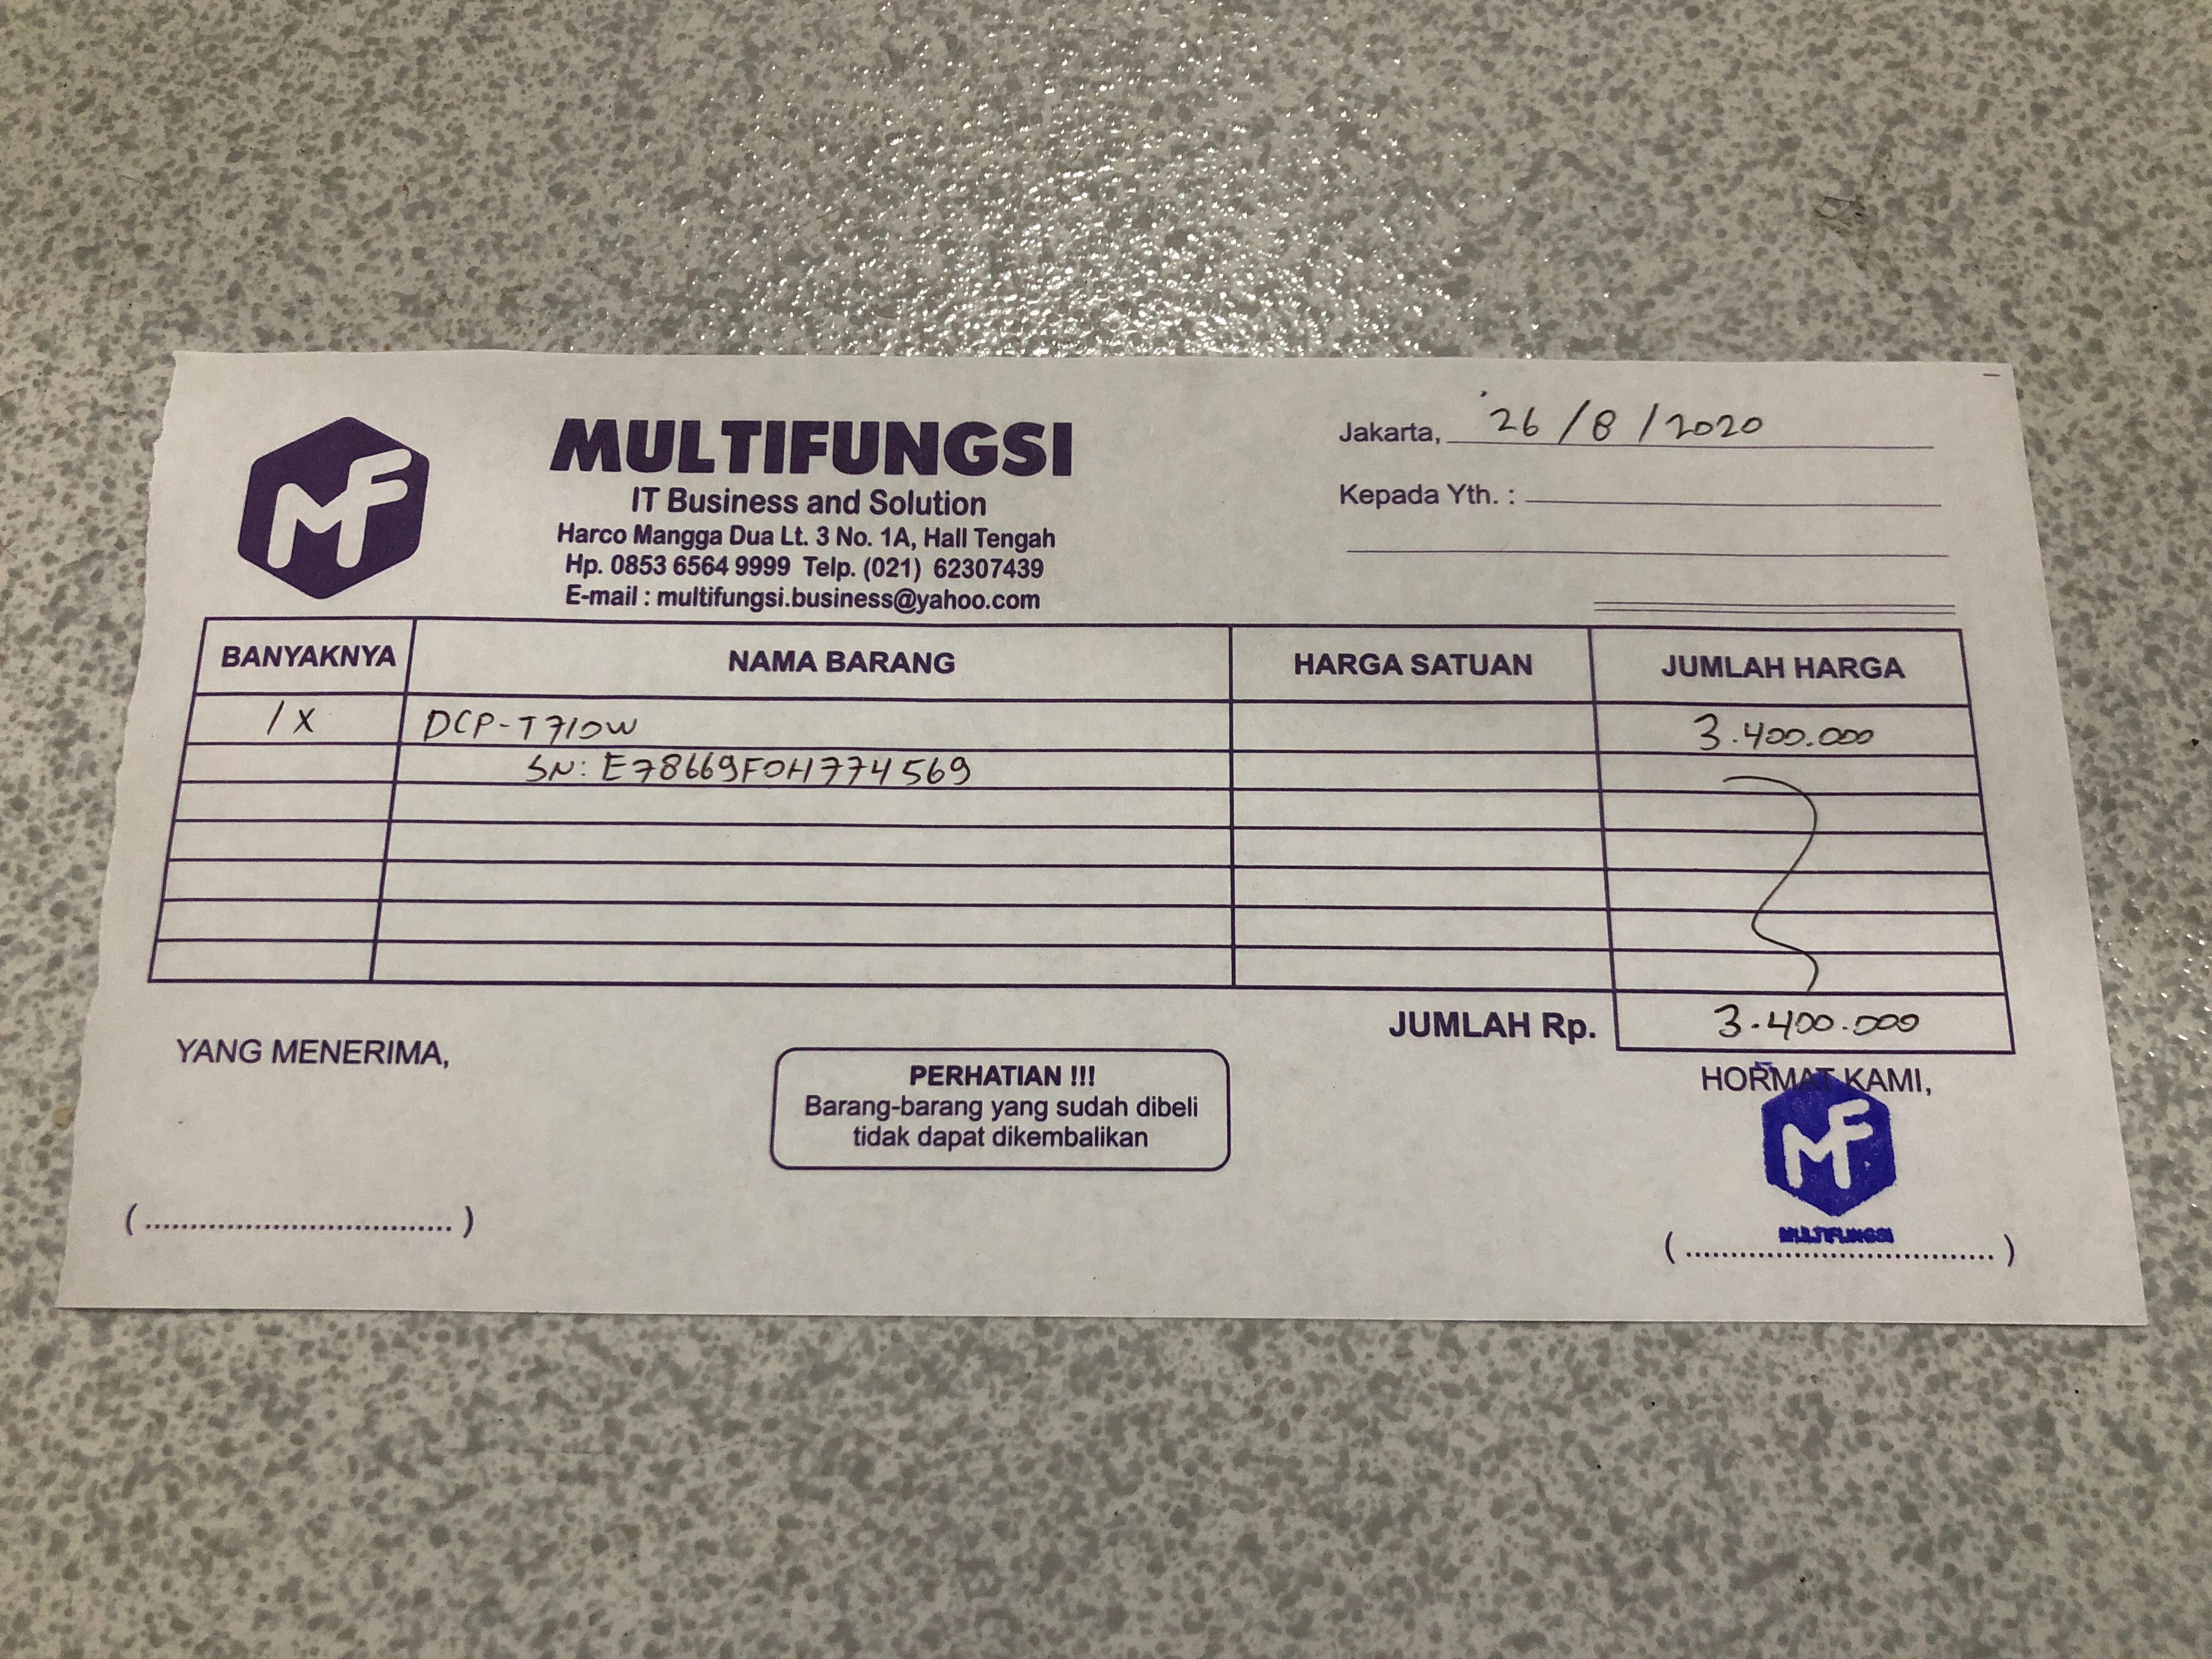 MF
MULTIFUNGSI
IT Business and Solution
Harco Mangga Dua Lt. 3 No. 1A, Hall Tengah
Hp. 0853 6564 9999 Telp. (021) 62307439
E-mail : multifungsi.business@yahoo.com
Jakarta, 26/8/2020
Kepada Yth. :
BANYAKNYA NAMA BARANG HARGA SATUAN JUMLAH HARGA
1 X DCP-T710W 3.400.000
SN: E78669F0H774569
JUMLAH Rp. 3.400.000
YANG MENERIMA,
PERHATIAN !!!
Barang-barang yang sudah dibeli
tidak dapat dikembalikan
HORMAT KAMI,
MF
MULTIFUNGSI
(..................................)
(..................................)